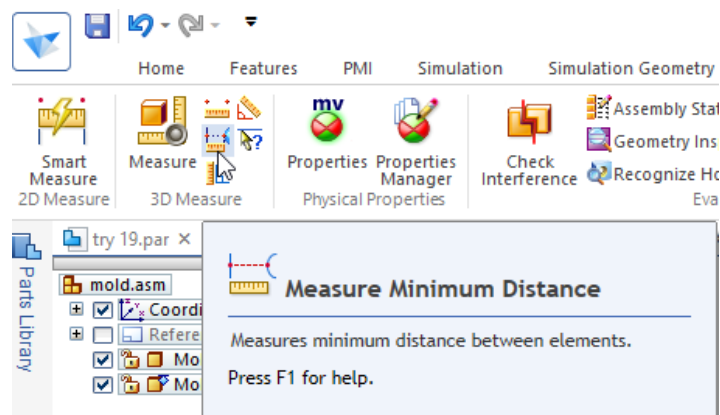 Home Features PMI Simulation Simulation Geometry
mv
Smart Measure Properties Properties Check Assembly Stat
Measure Manager Interference Geometry Ins
Recognize Ho
2D Measure 3D Measure Physical Properties Eva
try 19.par ×
Parts Library
mold.asm
Coordi
Refere
Mo
Mo
Measure Minimum Distance
Measures minimum distance between elements.
Press F1 for help.